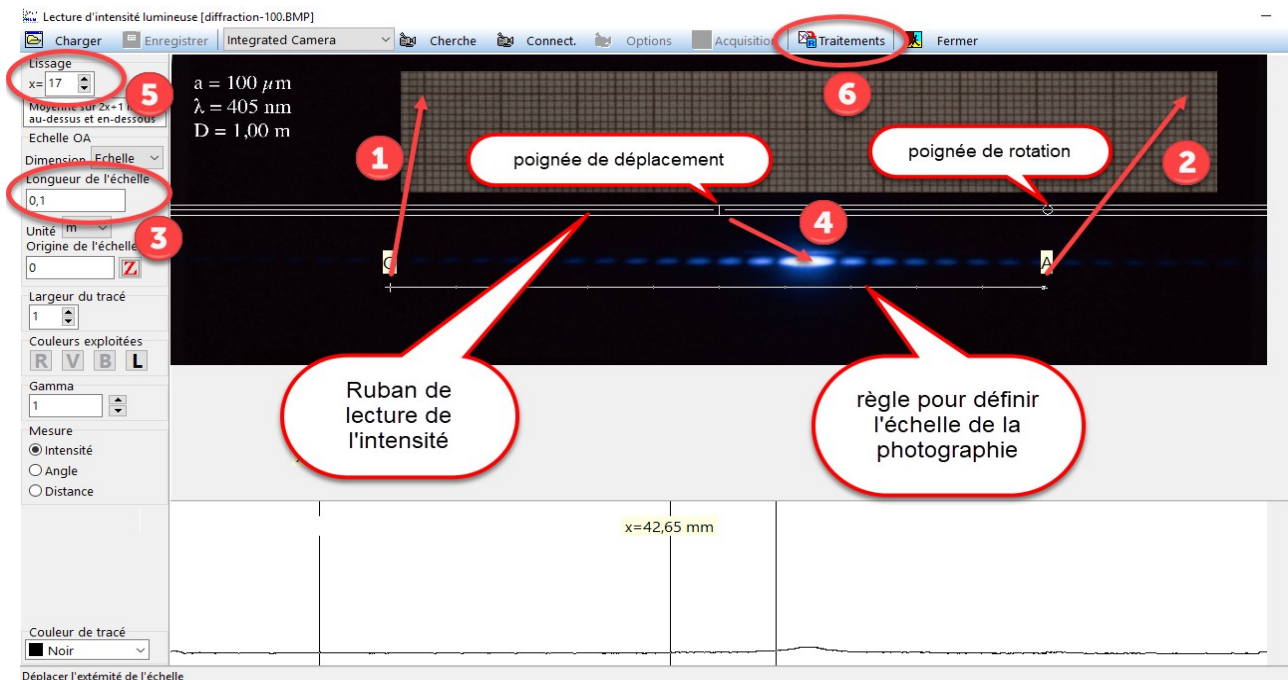 Lecture d'intensité lumineuse [diffraction-100.BMP]
Charger Enregistrer Integrated Camera Cherche Connect. Options Acquisition Traitements Fermer
Lissage
x= 17
5
Moyenne sur 2x+1
au-dessus et en-dessous
Echelle OA
Dimension Echelle
Longueur de l'échelle
0,1
Unité m
3
Origine de l'échelle
0 Z
Largeur du tracé
1
Couleurs exploitées
R V B L
Gamma
1
Mesure
Intensité
Angle
Distance
Couleur de tracé
Noir
a = 100 µm
λ = 405 nm
D = 1,00 m
6
1
poignée de déplacement
poignée de rotation
2
4
A
Ruban de
lecture de
l'intensité
règle pour définir
l'échelle de la
photographie
x=42,65 mm
Déplacer l'extémité de l'échelle